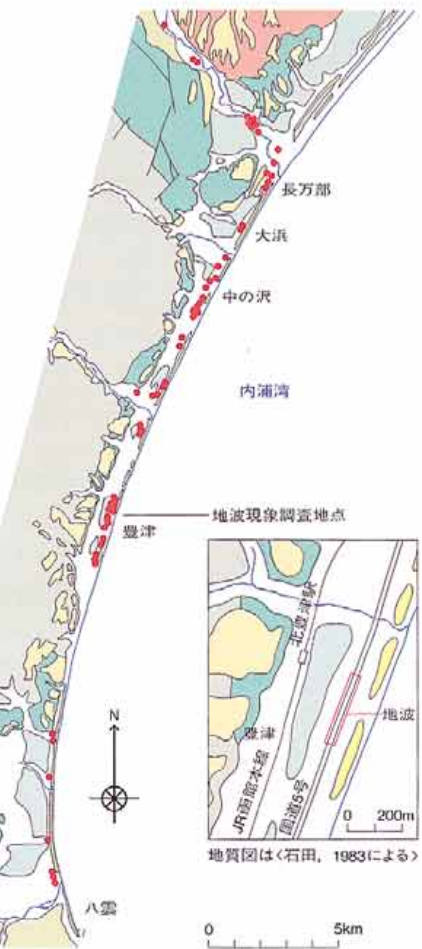 長万部
大浜
中の沢
内浦湾
地波現象調査地点
豊津
北豊津駅
豊津
地波
JR函館本線
国道5号
0 200m
地質図は<石田, 1983による>
N
八雲
0 5km